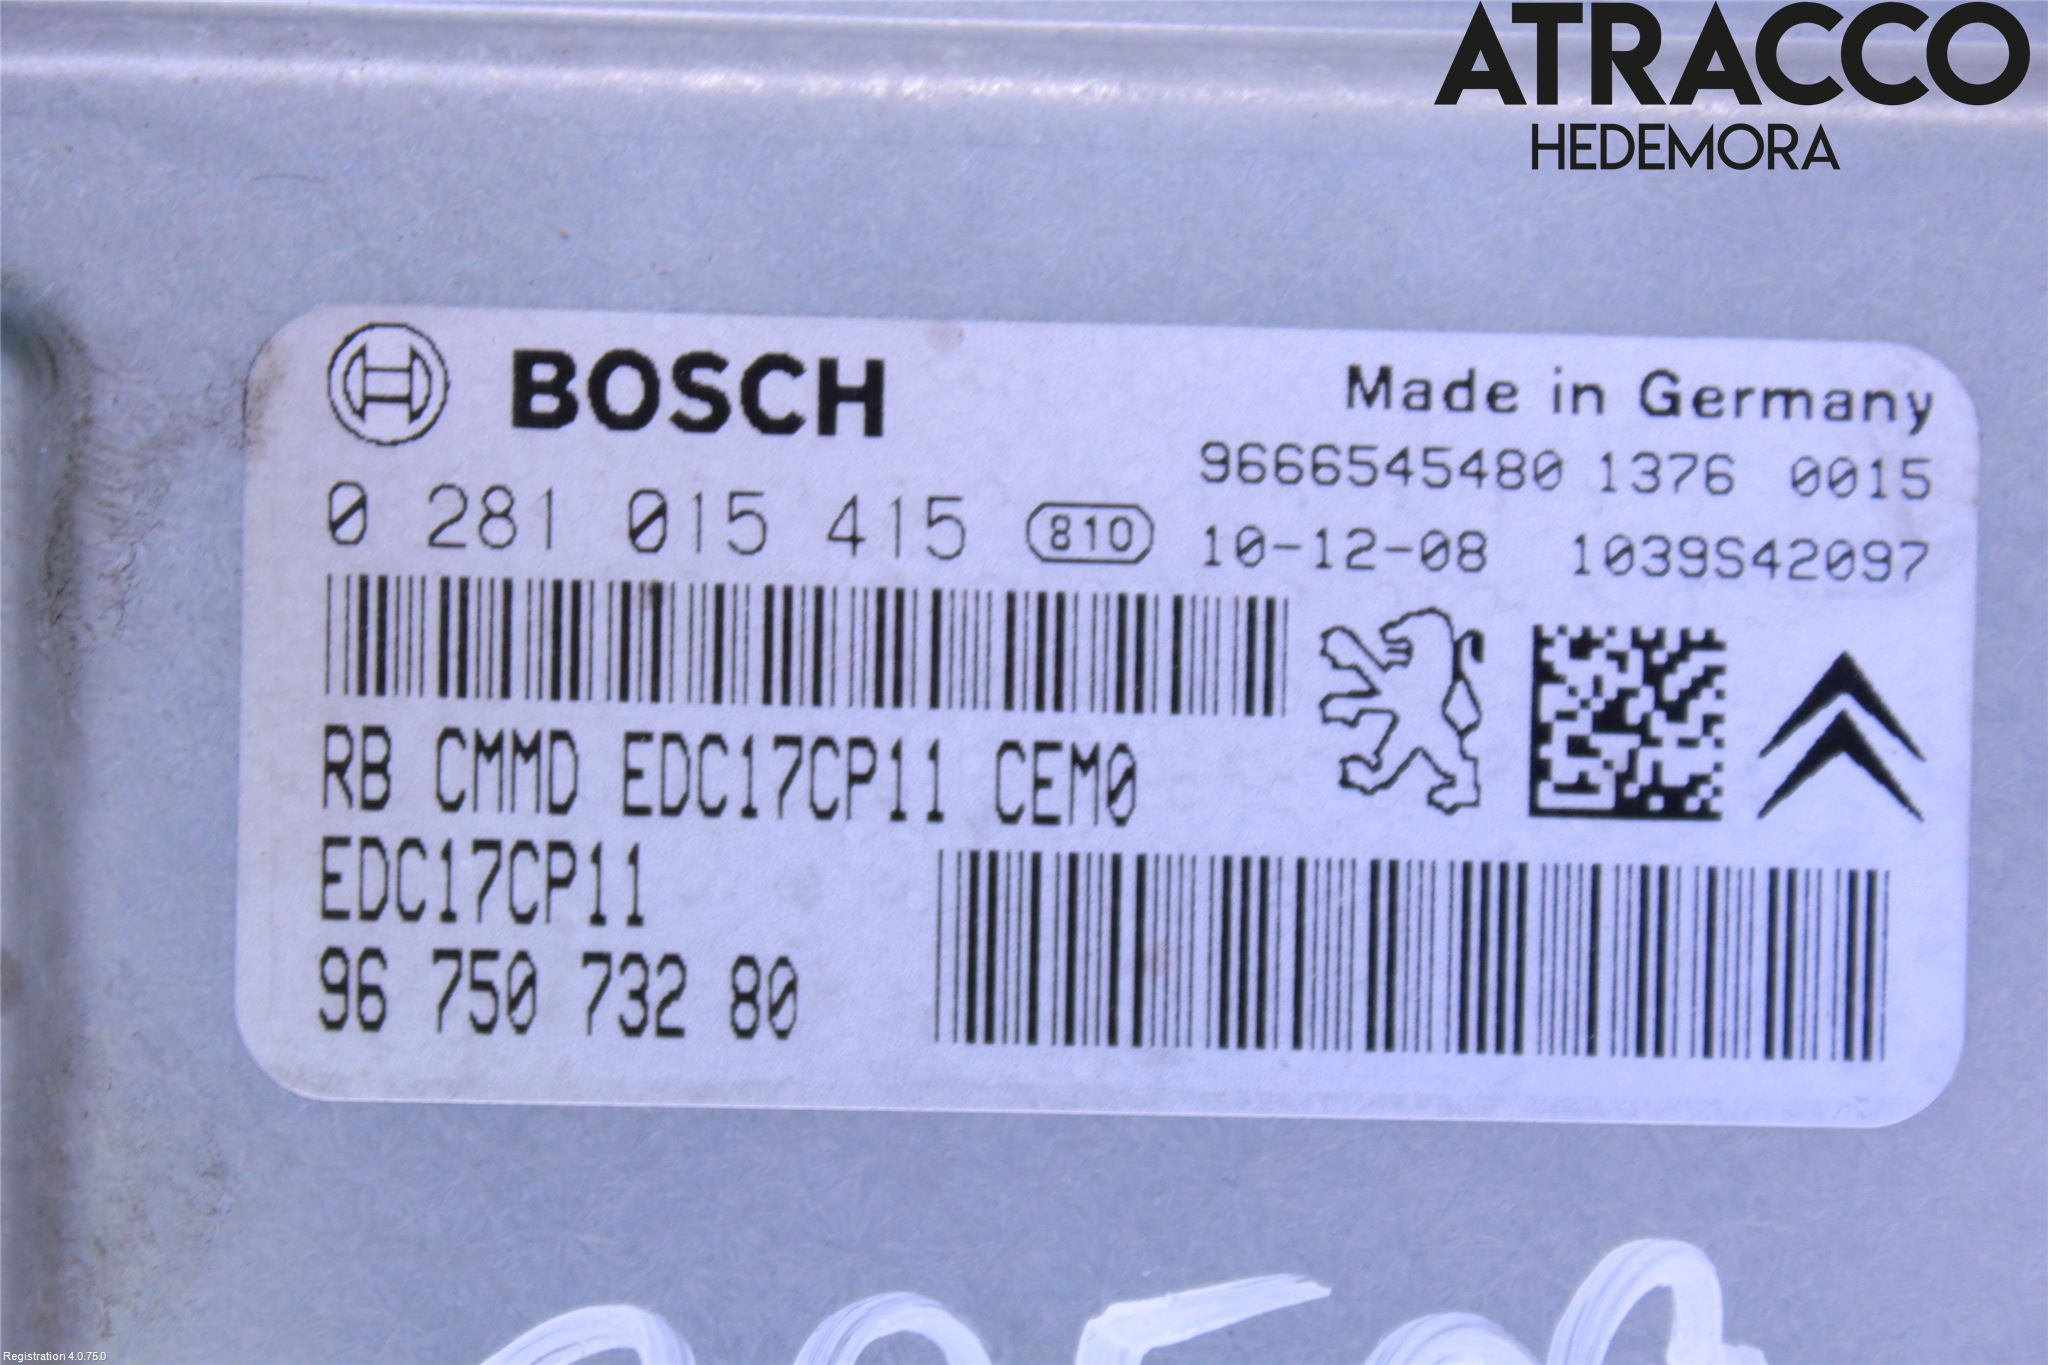 ATRACCO
HEDEMORA
BOSCH
Made in Germany
9666545480 1376 0015
0 281 015 415 810 10-12-08 1039S42097
RB CMMD EDC17CP11 CEM0
EDC17CP11
96 750 732 80
Registration 4.0.75.0